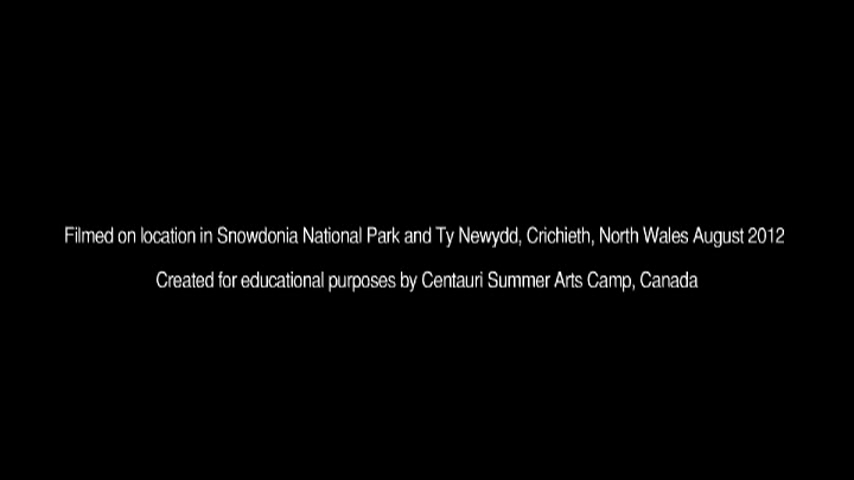 Filmed on location in Snowdonia National Park and Ty Newydd, Crichieth, North Wales August 2012
Created for educational purposes by Centauri Summer Arts Camp, Canada